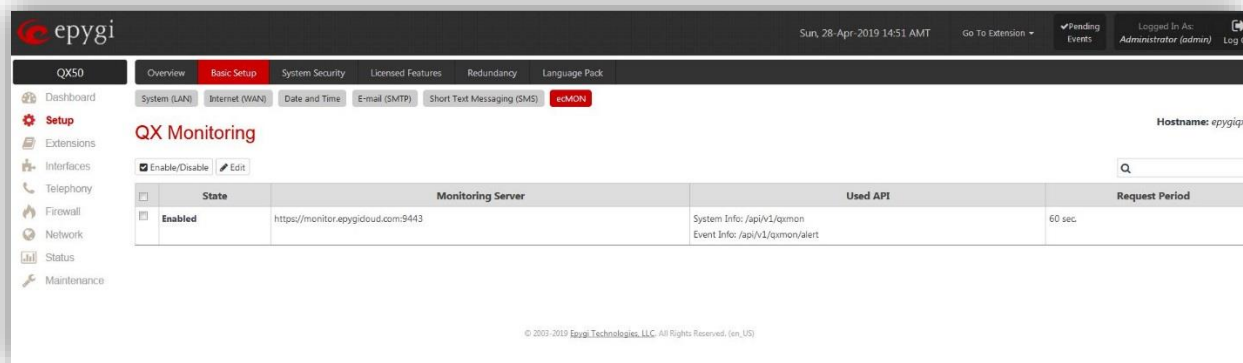 epygi
Sun, 28-Apr-2019 14:51 AMT
Go To Extension
Pending Events
Logged In As:
Administrator (admin)
Log
QX50
Overview
Basic Setup
System Security
Licensed Features
Redundancy
Language Pack
Dashboard
Setup
Extensions
Interfaces
Telephony
Firewall
Network
Status
Maintenance
System (LAN)
Internet (WAN)
Date and Time
E-mail (SMTP)
Short Text Messaging (SMS)
ecMON
Hostname: epygiq
QX Monitoring
Enable/Disable
Edit
State
Monitoring Server
Used API
Request Period
Enabled
https://monitor.epygicloud.com:9443
System Info: /api/v1/qxmon
Event Info: /api/v1/qxmon/alert
60 sec.
© 2003-2019 Epygi Technologies, LLC. All Rights Reserved. (en_US)